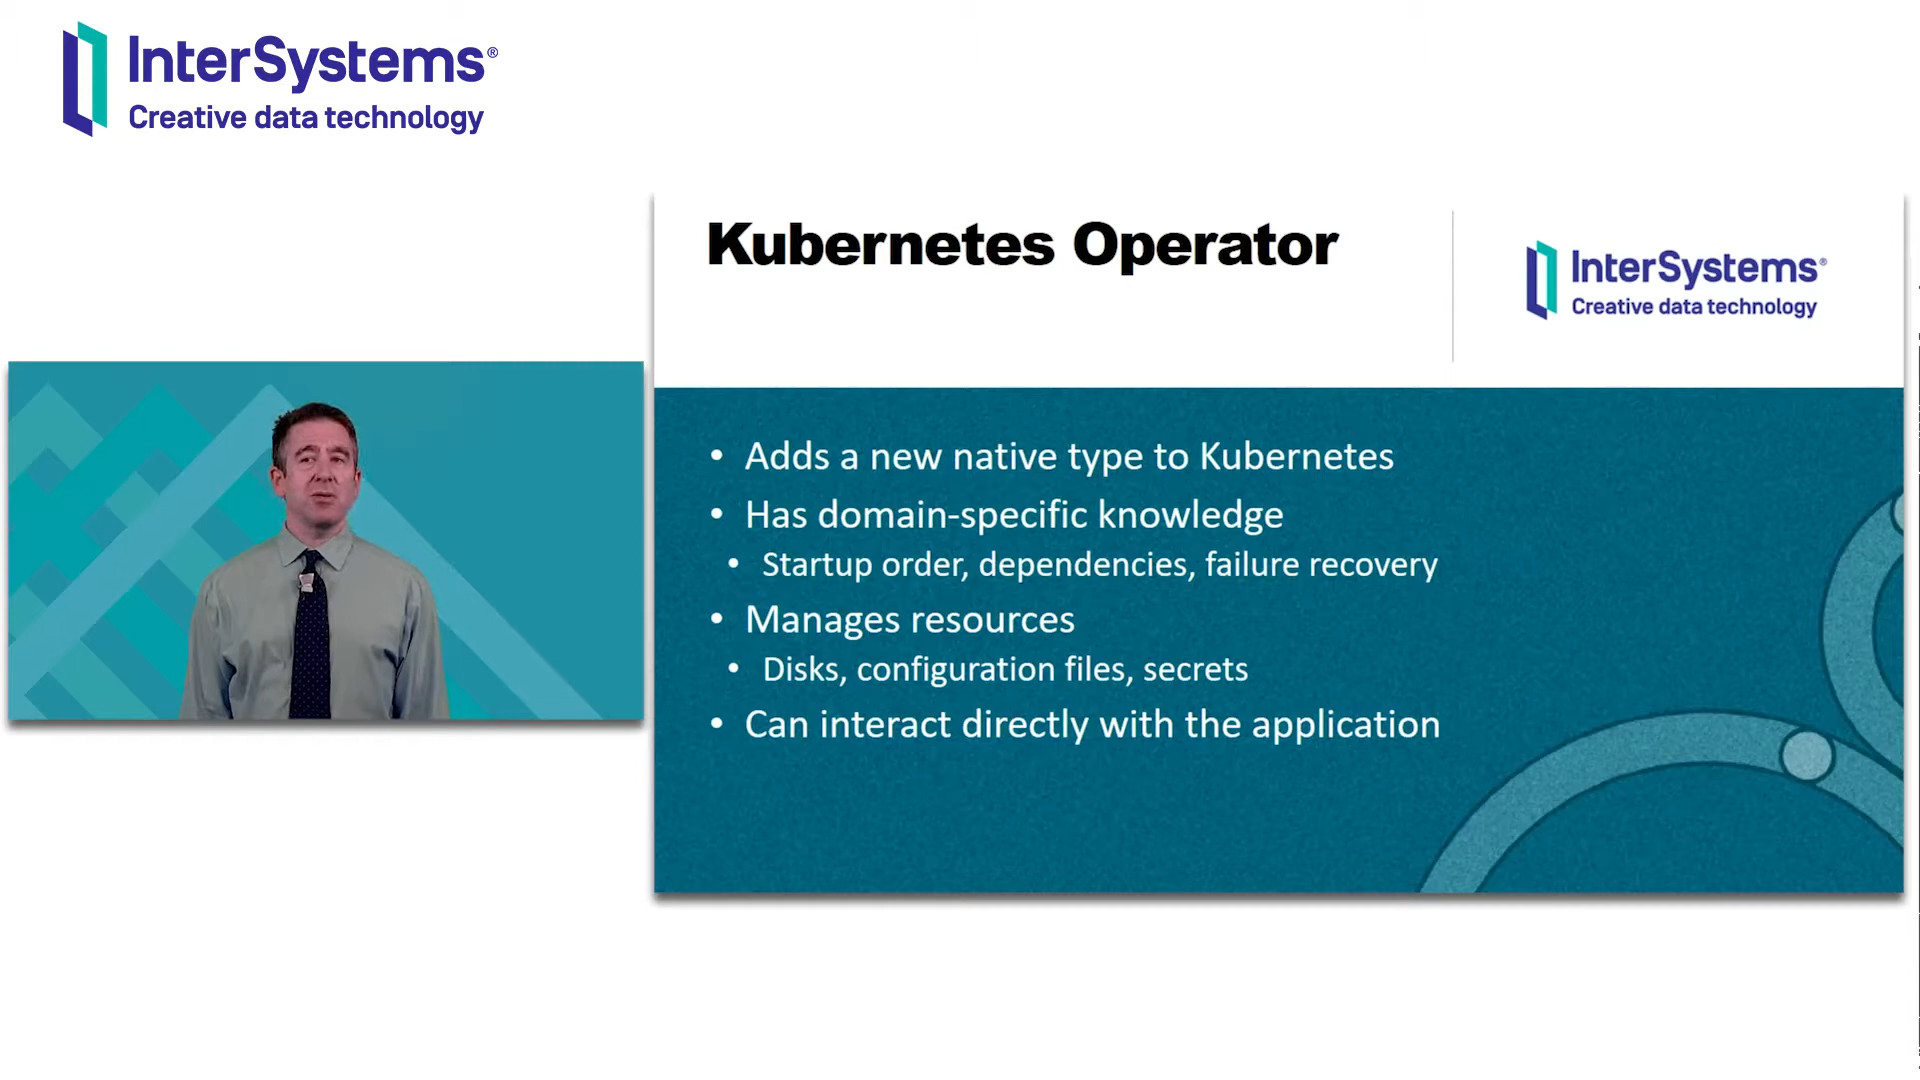 InterSystems®
Creative data technology
Kubernetes Operator
InterSystems®
Creative data technology
• Adds a new native type to Kubernetes
• Has domain-specific knowledge
• Startup order, dependencies, failure recovery
• Manages resources
• Disks, configuration files, secrets
• Can interact directly with the application